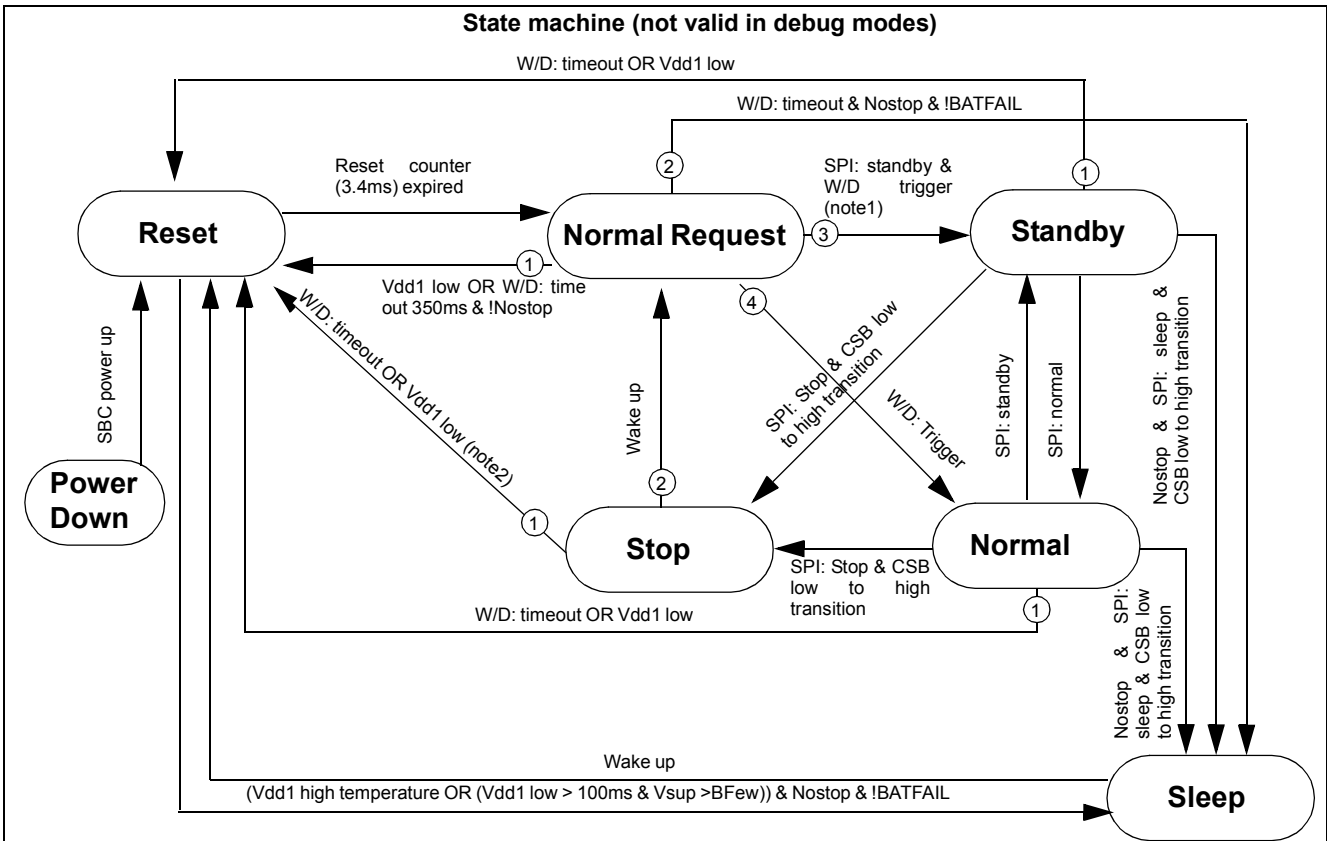 State machine (not valid in debug modes)
W/D: timeout OR Vdd1 low
W/D: timeout & Nostop & !BATFAIL
Reset counter
(3.4ms) expired
2
SPI: standby &
W/D trigger
(note1)
1
Reset
Normal Request
3
Standby
1
Vdd1 low OR W/D: time
out 350ms & !Nostop
4
SBC power up
W/D: timeout OR Vdd1 low (note2)
Wake up
SPI: Stop & CSB low
to high transition
W/D: Trigger
SPI: standby
SPI: normal
Nostop & SPI: sleep &
CSB low to high transition
Power
Down
2
1
Stop
Normal
SPI: Stop & CSB
low to high
transition
1
W/D: timeout OR Vdd1 low
Nostop & SPI:
sleep & CSB low
to high transition
Wake up
(Vdd1 high temperature OR (Vdd1 low > 100ms & Vsup >BFew)) & Nostop & !BATFAIL
Sleep